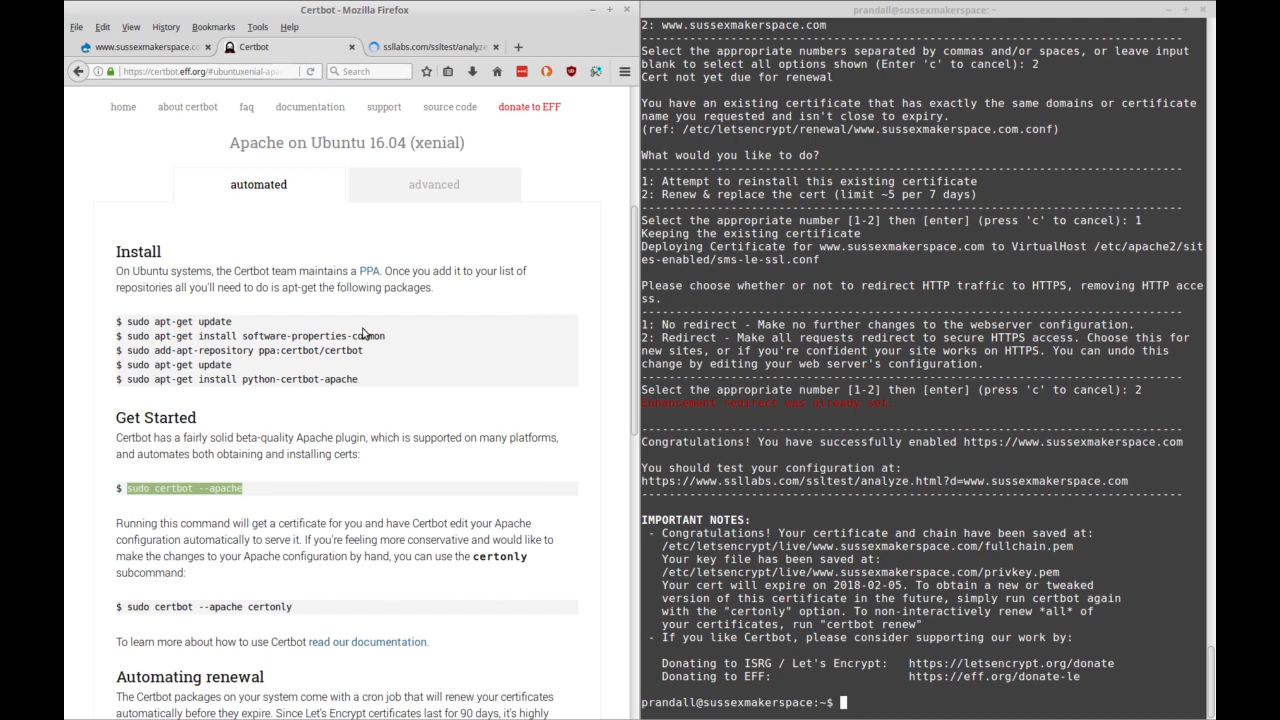 Certbot - Mozilla Firefox
File Edit View History Bookmarks Tools Help
www.sussexmakerspace.c
Certbot
ssllabs.com/ssltest/analyze
https://certbot.eff.org/#ubuntuxenial-apa
Search
home about certbot faq documentation support source code donate to EFF
Apache on Ubuntu 16.04 (xenial)
automated advanced
Install
On Ubuntu systems, the Certbot team maintains a PPA. Once you add it to your list of
repositories all you'll need to do is apt-get the following packages.
$ sudo apt-get update
$ sudo apt-get install software-properties-common
$ sudo add-apt-repository ppa:certbot/certbot
$ sudo apt-get update
$ sudo apt-get install python-certbot-apache
Get Started
Certbot has a fairly solid beta-quality Apache plugin, which is supported on many platforms,
and automates both obtaining and installing certs:
$ sudo certbot --apache
Running this command will get a certificate for you and have Certbot edit your Apache
configuration automatically to serve it. If you're feeling more conservative and would like to
make the changes to your Apache configuration by hand, you can use the certonly
subcommand:
$ sudo certbot --apache certonly
To learn more about how to use Certbot read our documentation.
Automating renewal
The Certbot packages on your system come with a cron job that will renew your certificates
automatically before they expire. Since Let's Encrypt certificates last for 90 days, it's highly
prandall@sussexmakerspace: ~
2: www.sussexmakerspace.com
-------------------------------------------------------------------------------
Select the appropriate numbers separated by commas and/or spaces, or leave input
blank to select all options shown (Enter 'c' to cancel): 2
Cert not yet due for renewal
You have an existing certificate that has exactly the same domains or certificate
name you requested and isn't close to expiry.
(ref: /etc/letsencrypt/renewal/www.sussexmakerspace.com.conf)
What would you like to do?
-------------------------------------------------------------------------------
1: Attempt to reinstall this existing certificate
2: Renew & replace the cert (limit ~5 per 7 days)
-------------------------------------------------------------------------------
Select the appropriate number [1-2] then [enter] (press 'c' to cancel): 1
Keeping the existing certificate
Deploying Certificate for www.sussexmakerspace.com to VirtualHost /etc/apache2/sit
es-enabled/sms-le-ssl.conf
Please choose whether or not to redirect HTTP traffic to HTTPS, removing HTTP acce
ss.
-------------------------------------------------------------------------------
1: No redirect - Make no further changes to the webserver configuration.
2: Redirect - Make all requests redirect to secure HTTPS access. Choose this for
new sites, or if you're confident your site works on HTTPS. You can undo this
change by editing your web server's configuration.
-------------------------------------------------------------------------------
Select the appropriate number [1-2] then [enter] (press 'c' to cancel): 2
Enhancement redirect was already set.
-------------------------------------------------------------------------------
Congratulations! You have successfully enabled https://www.sussexmakerspace.com
You should test your configuration at:
https://www.ssllabs.com/ssltest/analyze.html?d=www.sussexmakerspace.com
-------------------------------------------------------------------------------
IMPORTANT NOTES:
- Congratulations! Your certificate and chain have been saved at:
/etc/letsencrypt/live/www.sussexmakerspace.com/fullchain.pem
Your key file has been saved at:
/etc/letsencrypt/live/www.sussexmakerspace.com/privkey.pem
Your cert will expire on 2018-02-05. To obtain a new or tweaked
version of this certificate in the future, simply run certbot again
with the "certonly" option. To non-interactively renew *all* of
your certificates, run "certbot renew"
- If you like Certbot, please consider supporting our work by:
Donating to ISRG / Let's Encrypt: https://letsencrypt.org/donate
Donating to EFF: https://eff.org/donate-le
prandall@sussexmakerspace:~$